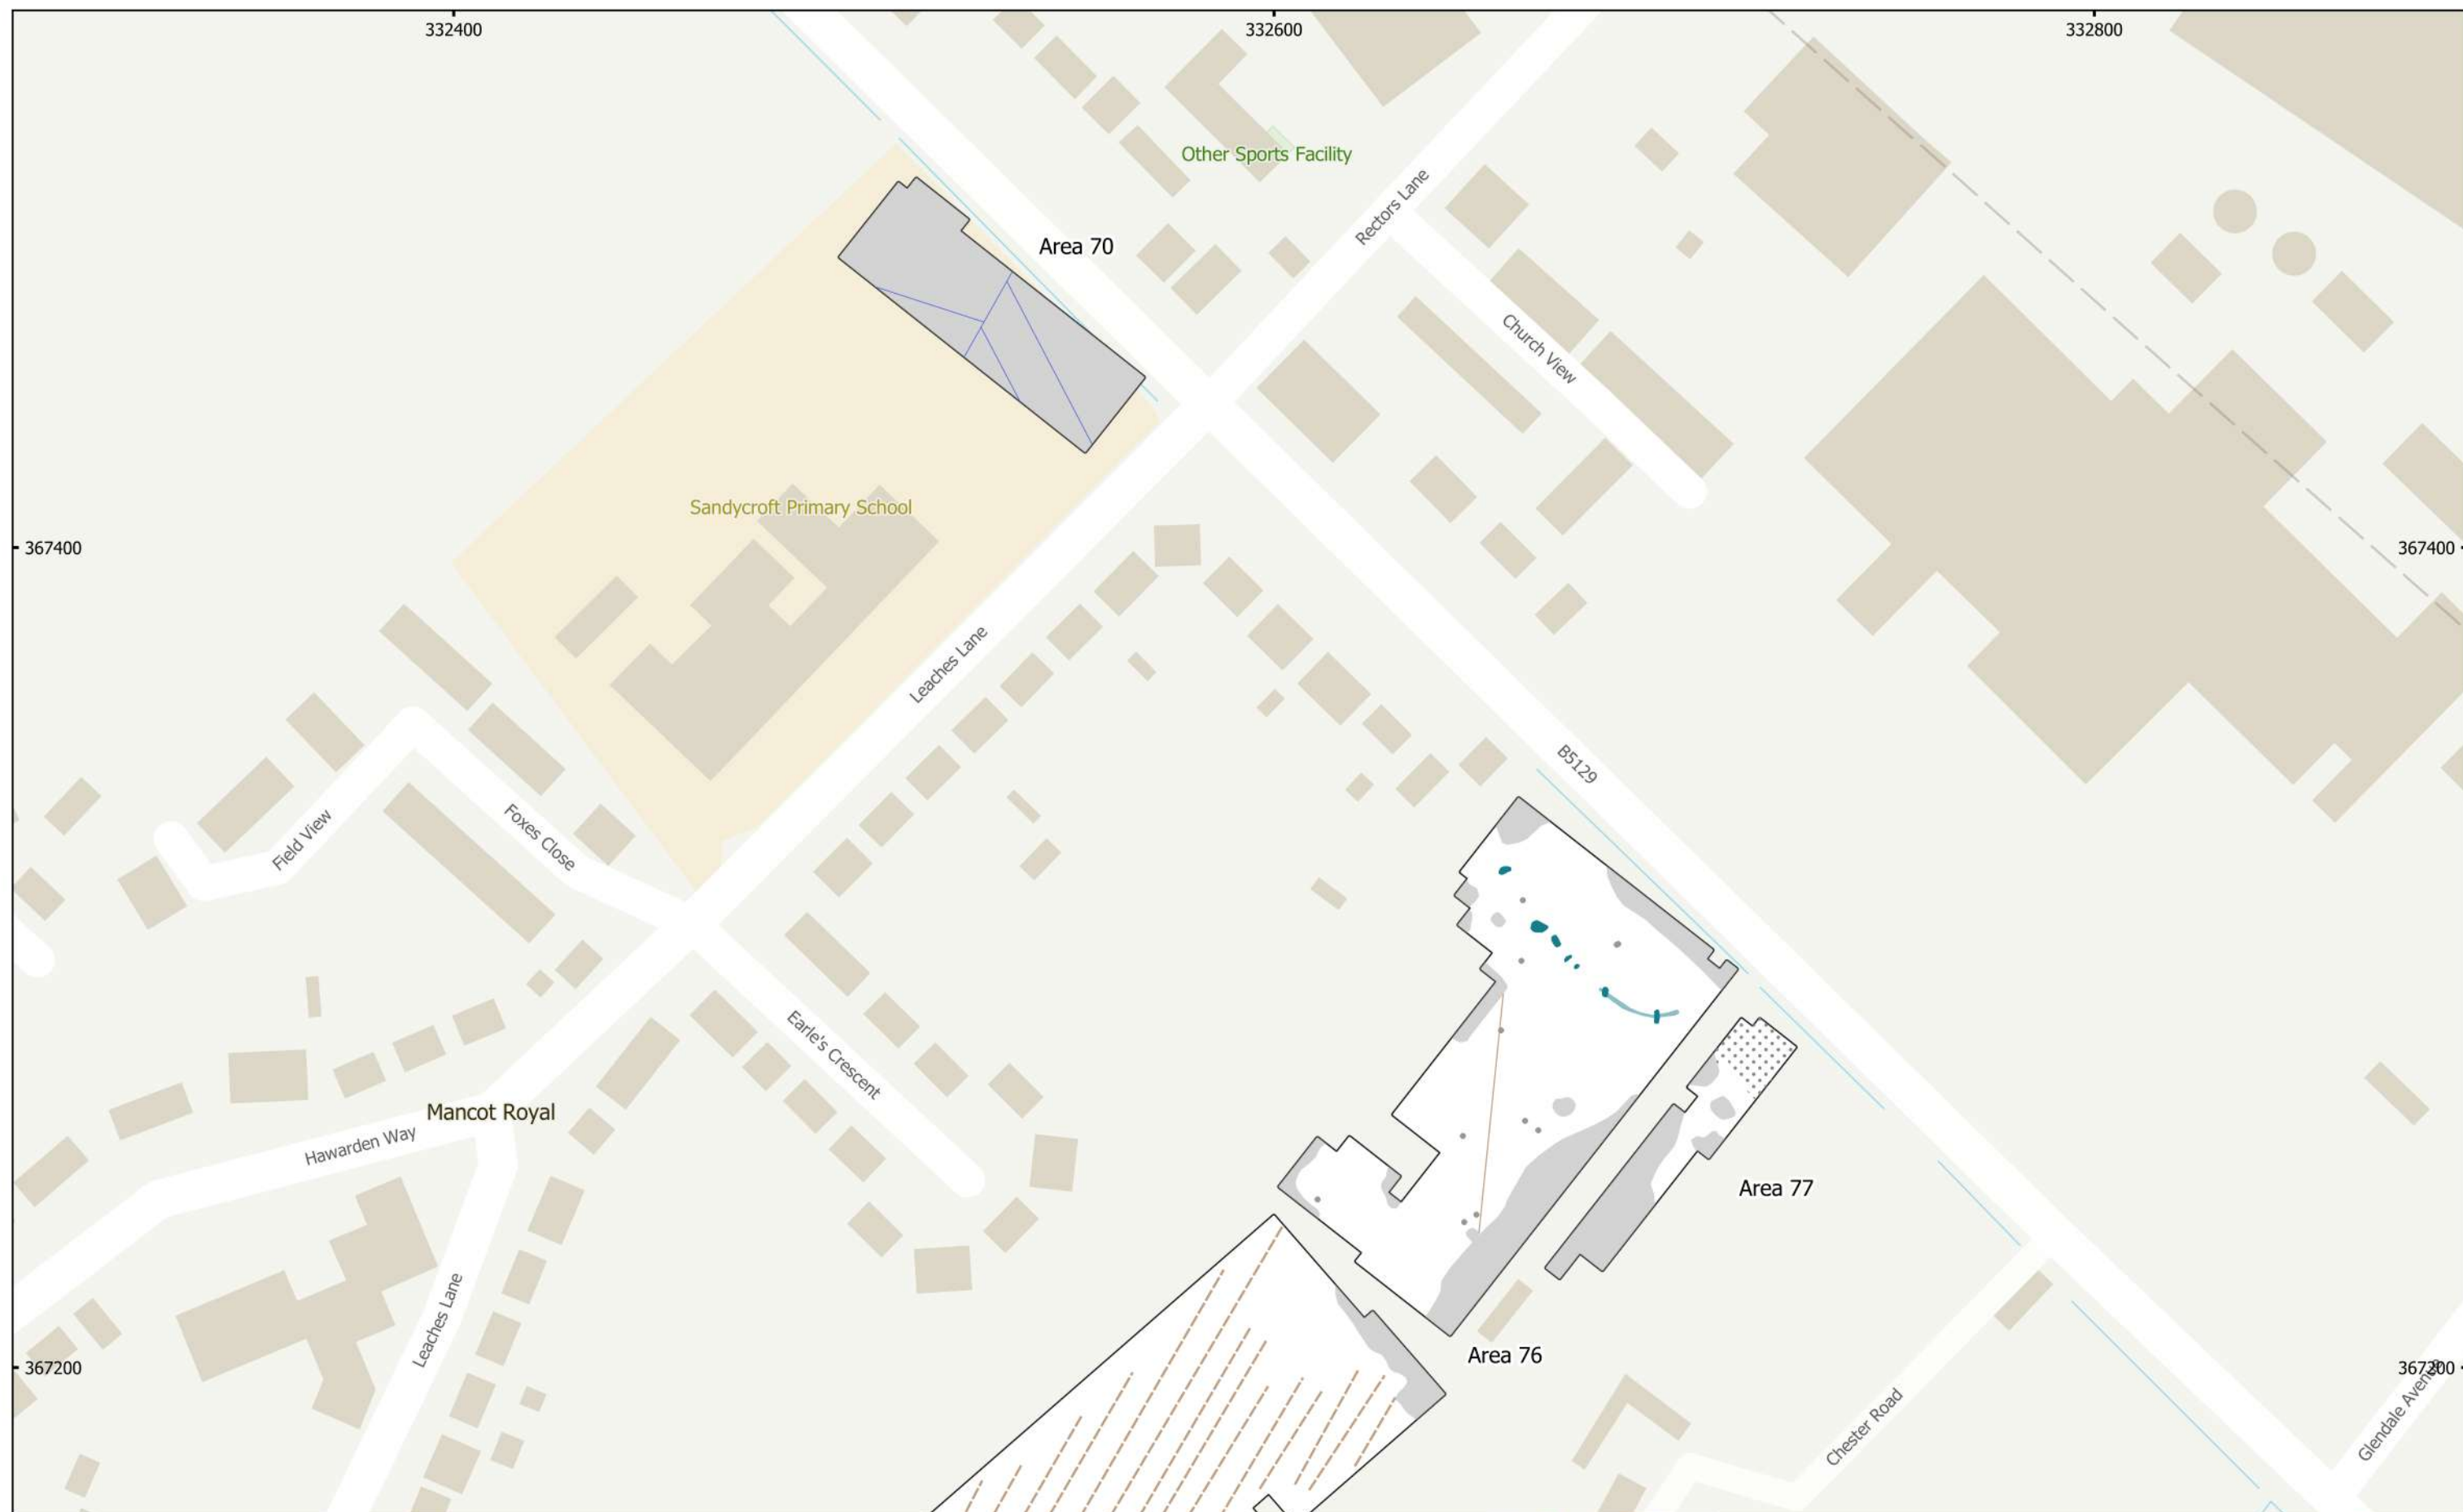 332400
332600
332800
Other Sports Facility
Rectors Lane
Area 70
Church View
Sandycroft Primary School
367400
367400
Leaches Lane
B5129
Field View
Foxes Close
Earle's Crescent
Mancot Royal
Hawarden Way
Area 77
Leaches Lane
Area 76
367200
367200
Chester Road
Glendale Avenue